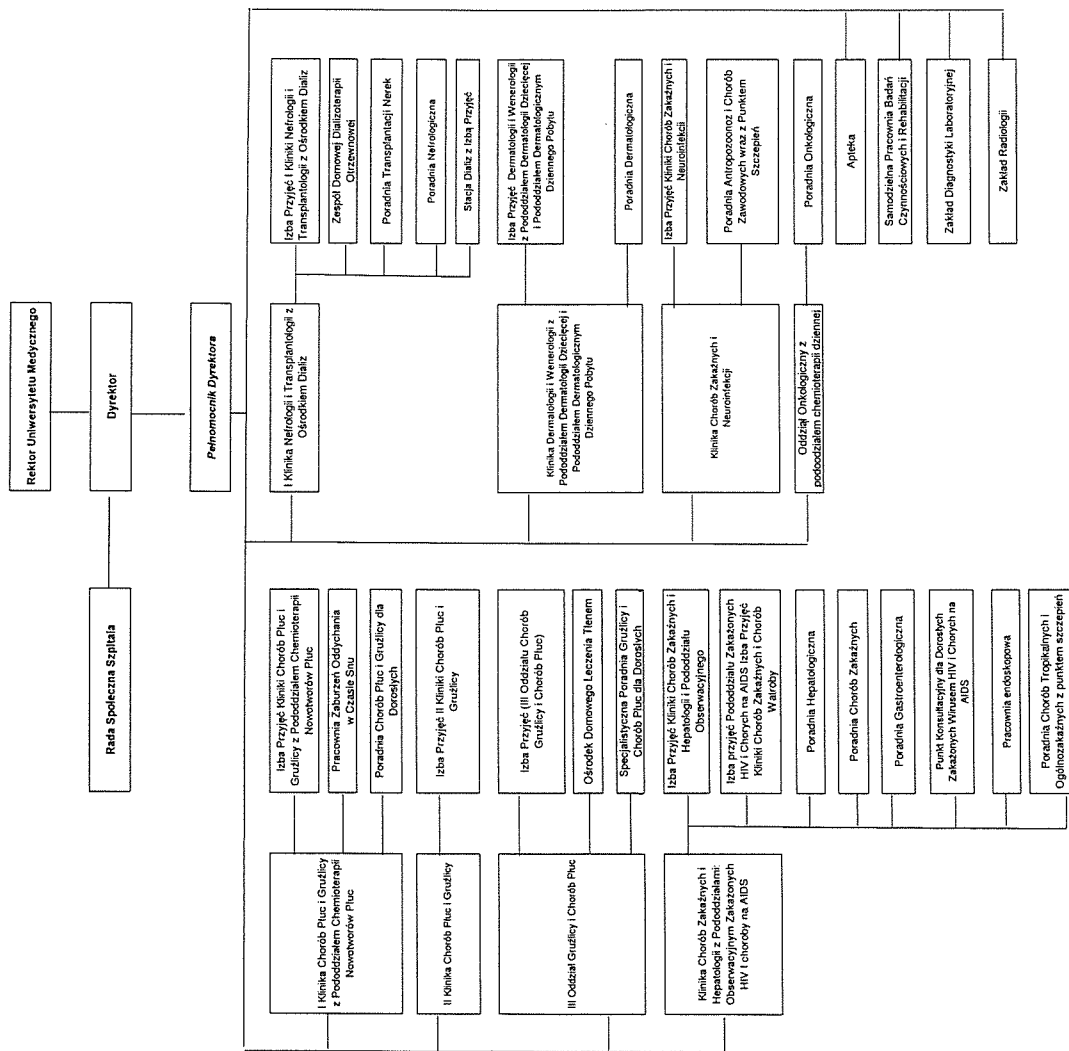 Rektor Uniwersyletu Medycznego
Dyrektor
Rada Społeczna Szpitala
Pełnomocnik Dyrektora
I Klinika Chorób Płuc i Gruźlicy
z Pododdziałem Chemioterapii
Nowotworów Płuc
Izba Przyjęć Kliniki Chorób Płuc i
Gruźlicy z Pododdziałem Chemioterapii
Nowotworów Płuc
Pracownia Zaburzeń Oddychania
w Czasie Snu
Poradnia Chorób Płuc i Gruźlicy dla
Dorosłych
II Klinika Chorób Płuc i Gruźlicy
Izba Przyjęć II Kliniki Chorób Płuc i
Gruźlicy
III Oddział Gruźlicy i Chorób Płuc
Izba Przyjęć (III Oddziału Chorób
Gruźlicy i Chorób Płuc)
Ośrodek Domowego Leczenia Tlenem
Specjalistyczna Poradnia Gruźlicy i
Chorób Płuc dla Dorosłych
Klinika Chorób Zakaźnych i
Hepatologii z Pododdziałami:
Obserwacyjnym Zakażonych
HIV I choroby na AIDS
Izba Przyjęć Kliniki Chorób Zakaźnych i
Hepatologii i Pododdziału
Obserwacyjnego
Izba przyjęć Pododdziału Zakażonych
HIV i Chorych na AIDS Izba Przyjęć
Kliniki Chorób Zakaźnych i Chorób
Watroby
Poradnia Hepatologiczna
Poradnia Chorób Zakaźnych
Poradnia Gastroenterologiczna
Punkt Konsultacyjny dla Dorosłych
Zakażonych Wirusem HIV i Chorych na
AIDS
Pracownia endoskopowa
Poradnia Chorób Tropikalnych i
Ogólnozakaźnych z punktem szczepień
I Klinika Nefrologii i Transplantologii z
Ośrodkiem Dializ
Izba Przyjęć I Kliniki Nefrologii i
Transplantologii z Ośrodkiem Dializ
Zespół Domowej Dializoterapii
Otrzewnowej
Poradnia Transplantacji Nerek
Poradnia Nefrologiczna
Stacja Dializ z Izbą Przyjęć
Klinika Dermatologii i Wenerologii z
Pododdziałem Dermatologii Dziecięcej i
Pododdziałem Dermatologicznym
Dziennego Pobytu
Izba Przyjęć Dermatologii i Wenerologii
z Pododdziałem Dermatologii Dziecięcej
i Pododdziałem Dermatologicznym
Dziennego Pobytu
Poradnia Dermatologiczna
Klinika Chorób Zakaźnych i
Neuroinfekcji
Izba Przyjęć Kliniki Chorób Zakaźnych i
Neuroinfekcii
Poradnia Antropozoonoz i Chorób
Zawodowych wraz z Punktem
Szczepień
Oddział Onkologiczny z
pododdziałem chemioterapii dziennej
Poradnia Onkologiczna
Apteka
Samodzielna Pracownia Badań
Czynnościowych i Rehabilitacji
Zakład Diagnostyki Laboratoryjnej
Zakład Radiologii